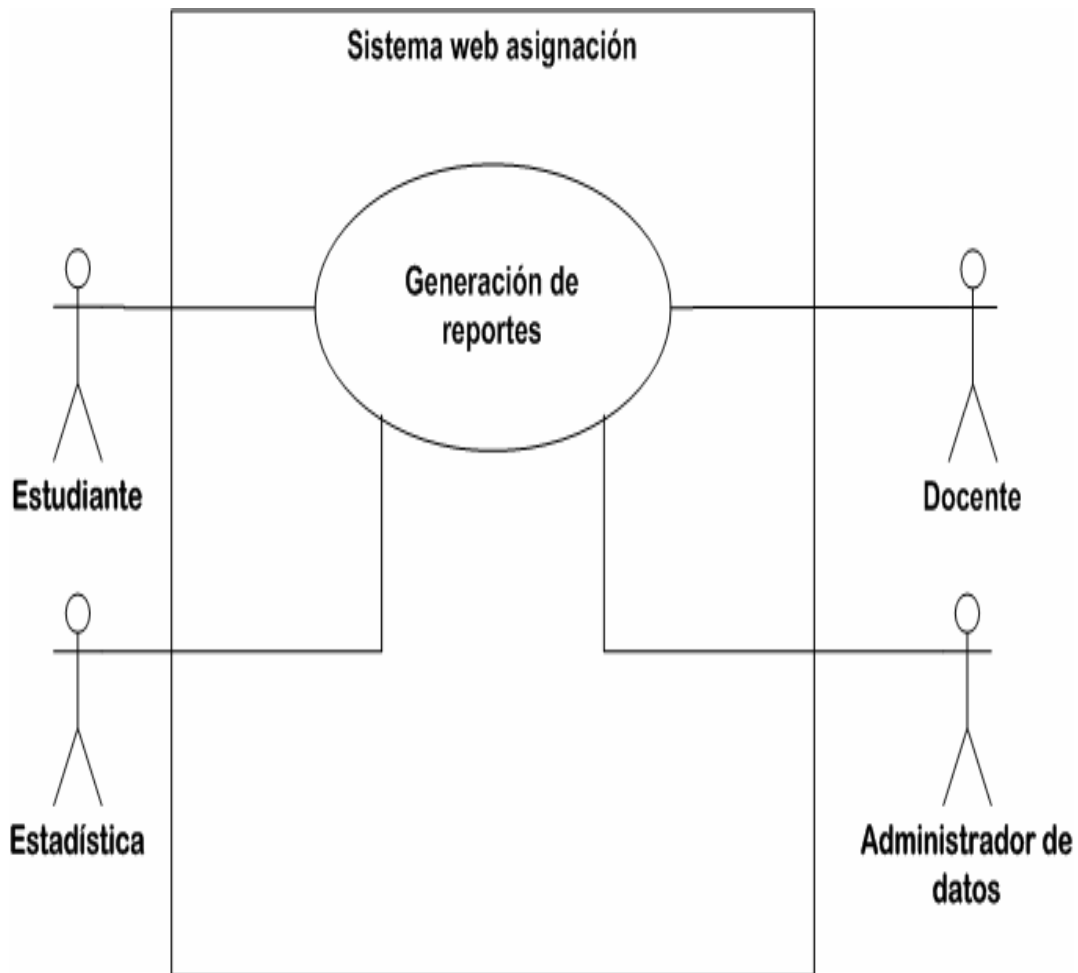 Sistema web asignación
Generación de
reportes
Estudiante
Docente
Estadística
Administrador de
datos